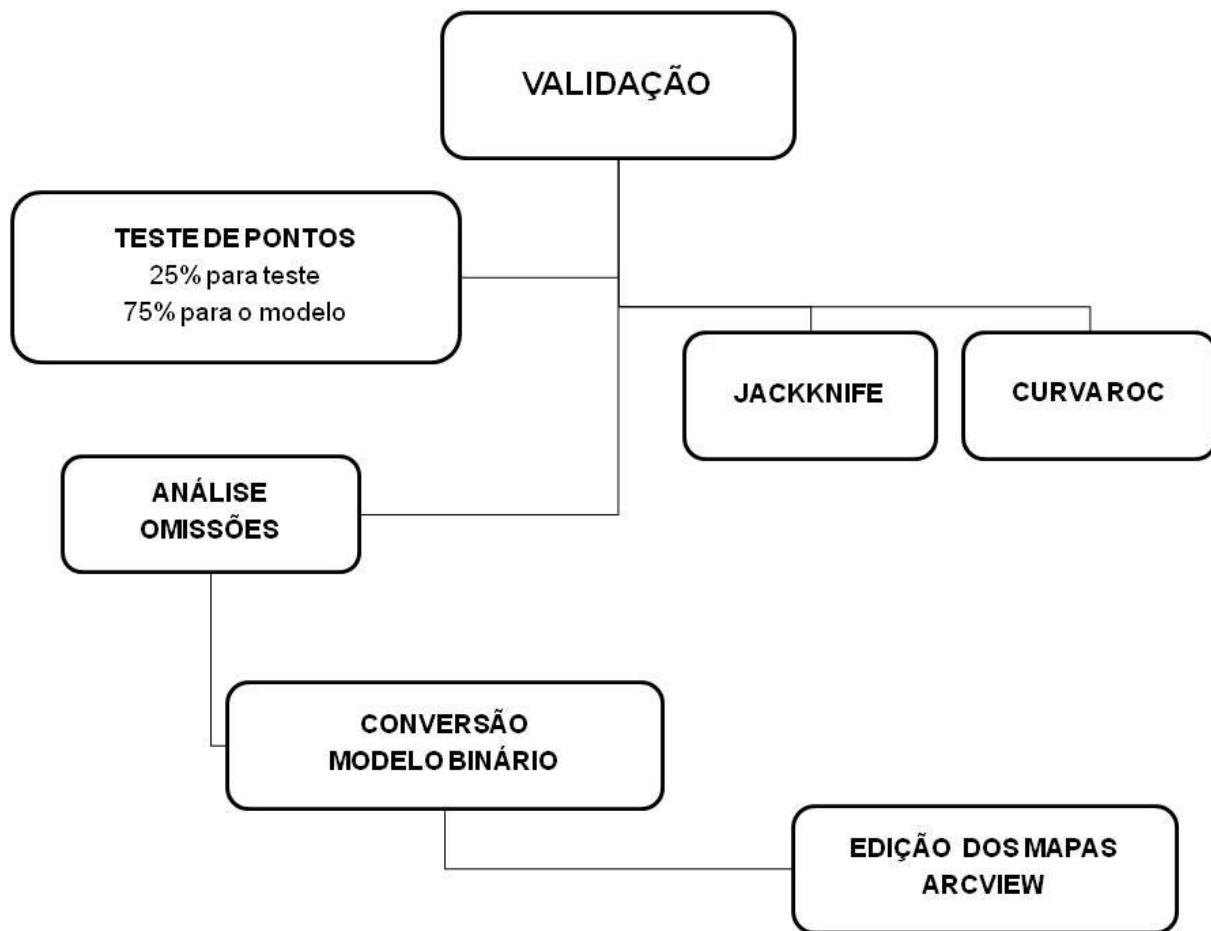 VALIDAÇÃO
TESTE DE PONTOS
25% para teste
75% para o modelo
JACKKNIFE
CURVA ROC
ANÁLISE
OMISSÕES
CONVERSÃO
MODELO BINÁRIO
EDIÇÃO DOS MAPAS
ARCVIEW